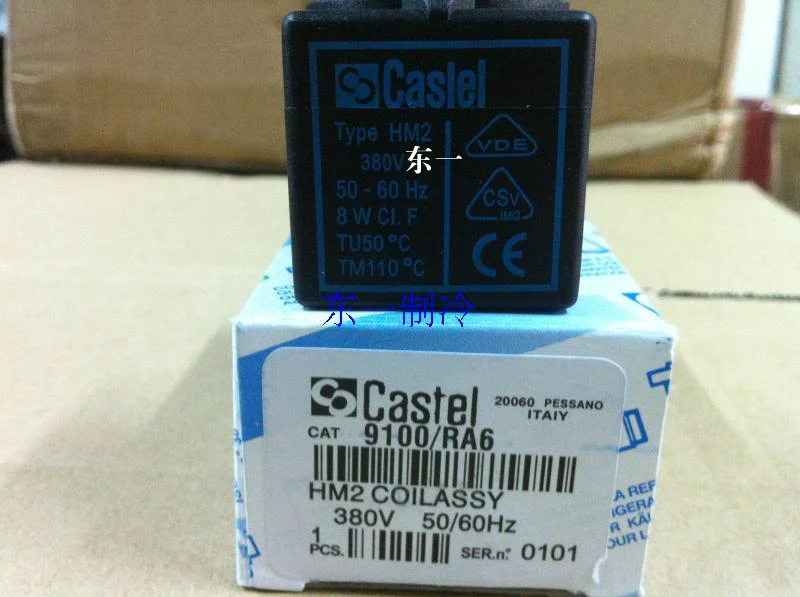 Castel
Type HM2
380V
东一
50 - 60 Hz
8 W Cl. F
TU50 °C
TM110 °C
VDE
CSV
IMQ
CE
东一制冷
Castel
20060 PESSANO
ITAIY
CAT 9100/RA6
HM2 COILASSY
380V 50/60Hz
1
PCS.
SER.n.° 0101